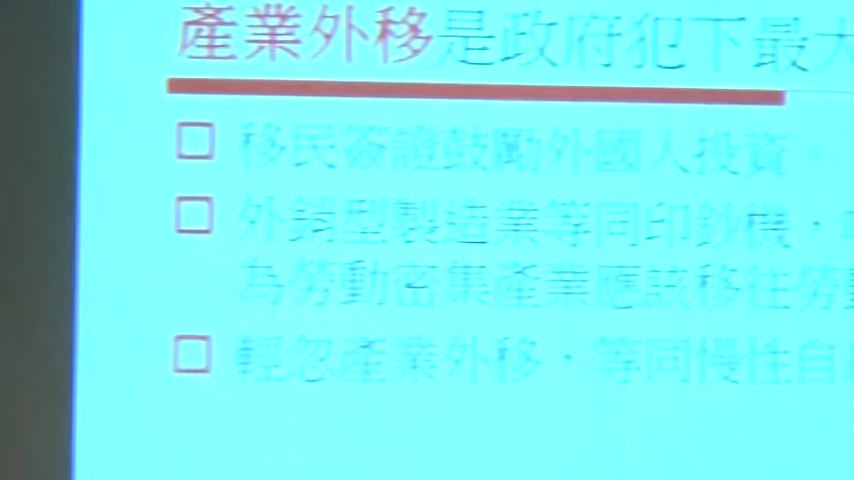 產業外移是政府犯下最大
移民簽證鼓勵外國人投資
外銷型製造業等同印鈔機，
為勞動密集產業應該移往勞動
輕忽產業外移，等同慢性自